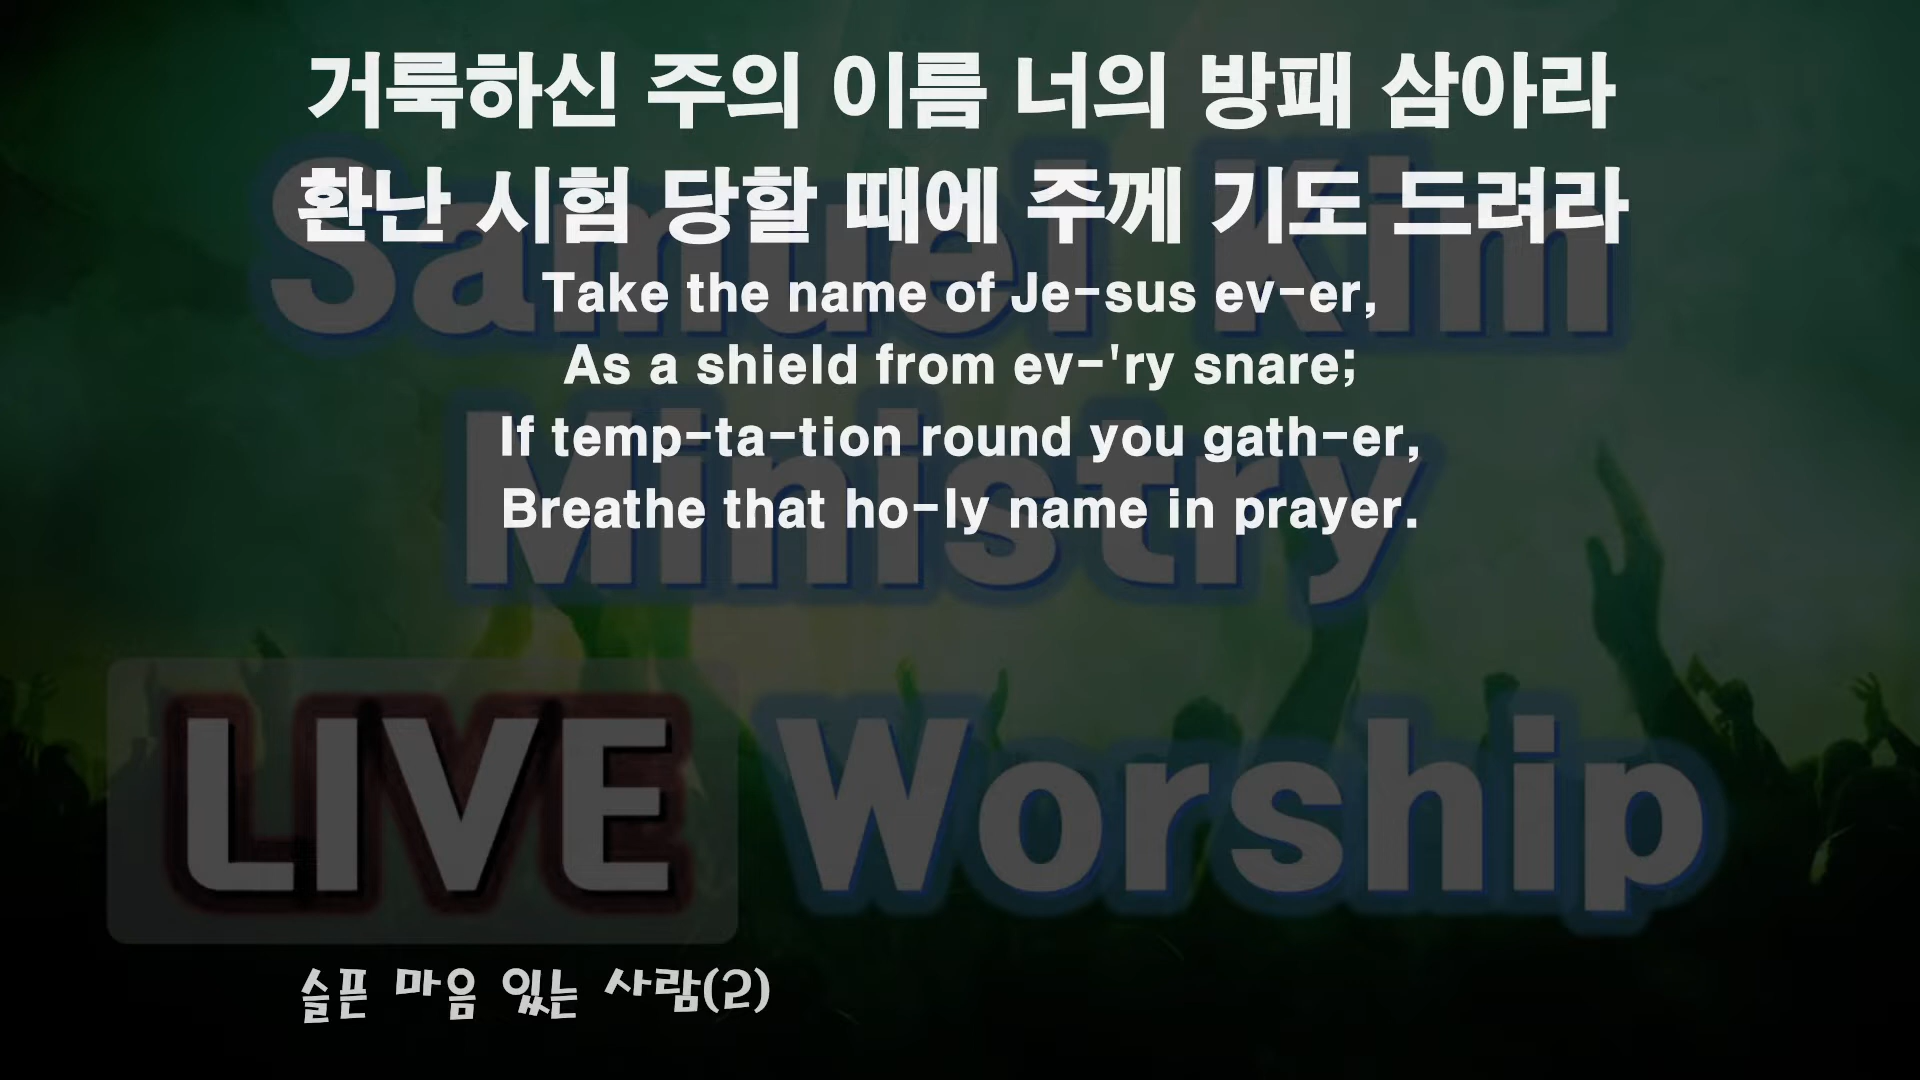 거룩하신 주의 이름 너의 방패 삼아라
환난 시험 당할 때에 주께 기도 드려라
Take the name of Je-sus ev-er,
As a shield from ev-'ry snare;
If temp-ta-tion round you gath-er,
Breathe that ho-ly name in prayer.
Samuel Kim
Ministry
LIVE Worship
슬픈 마음 있는 사람(2)